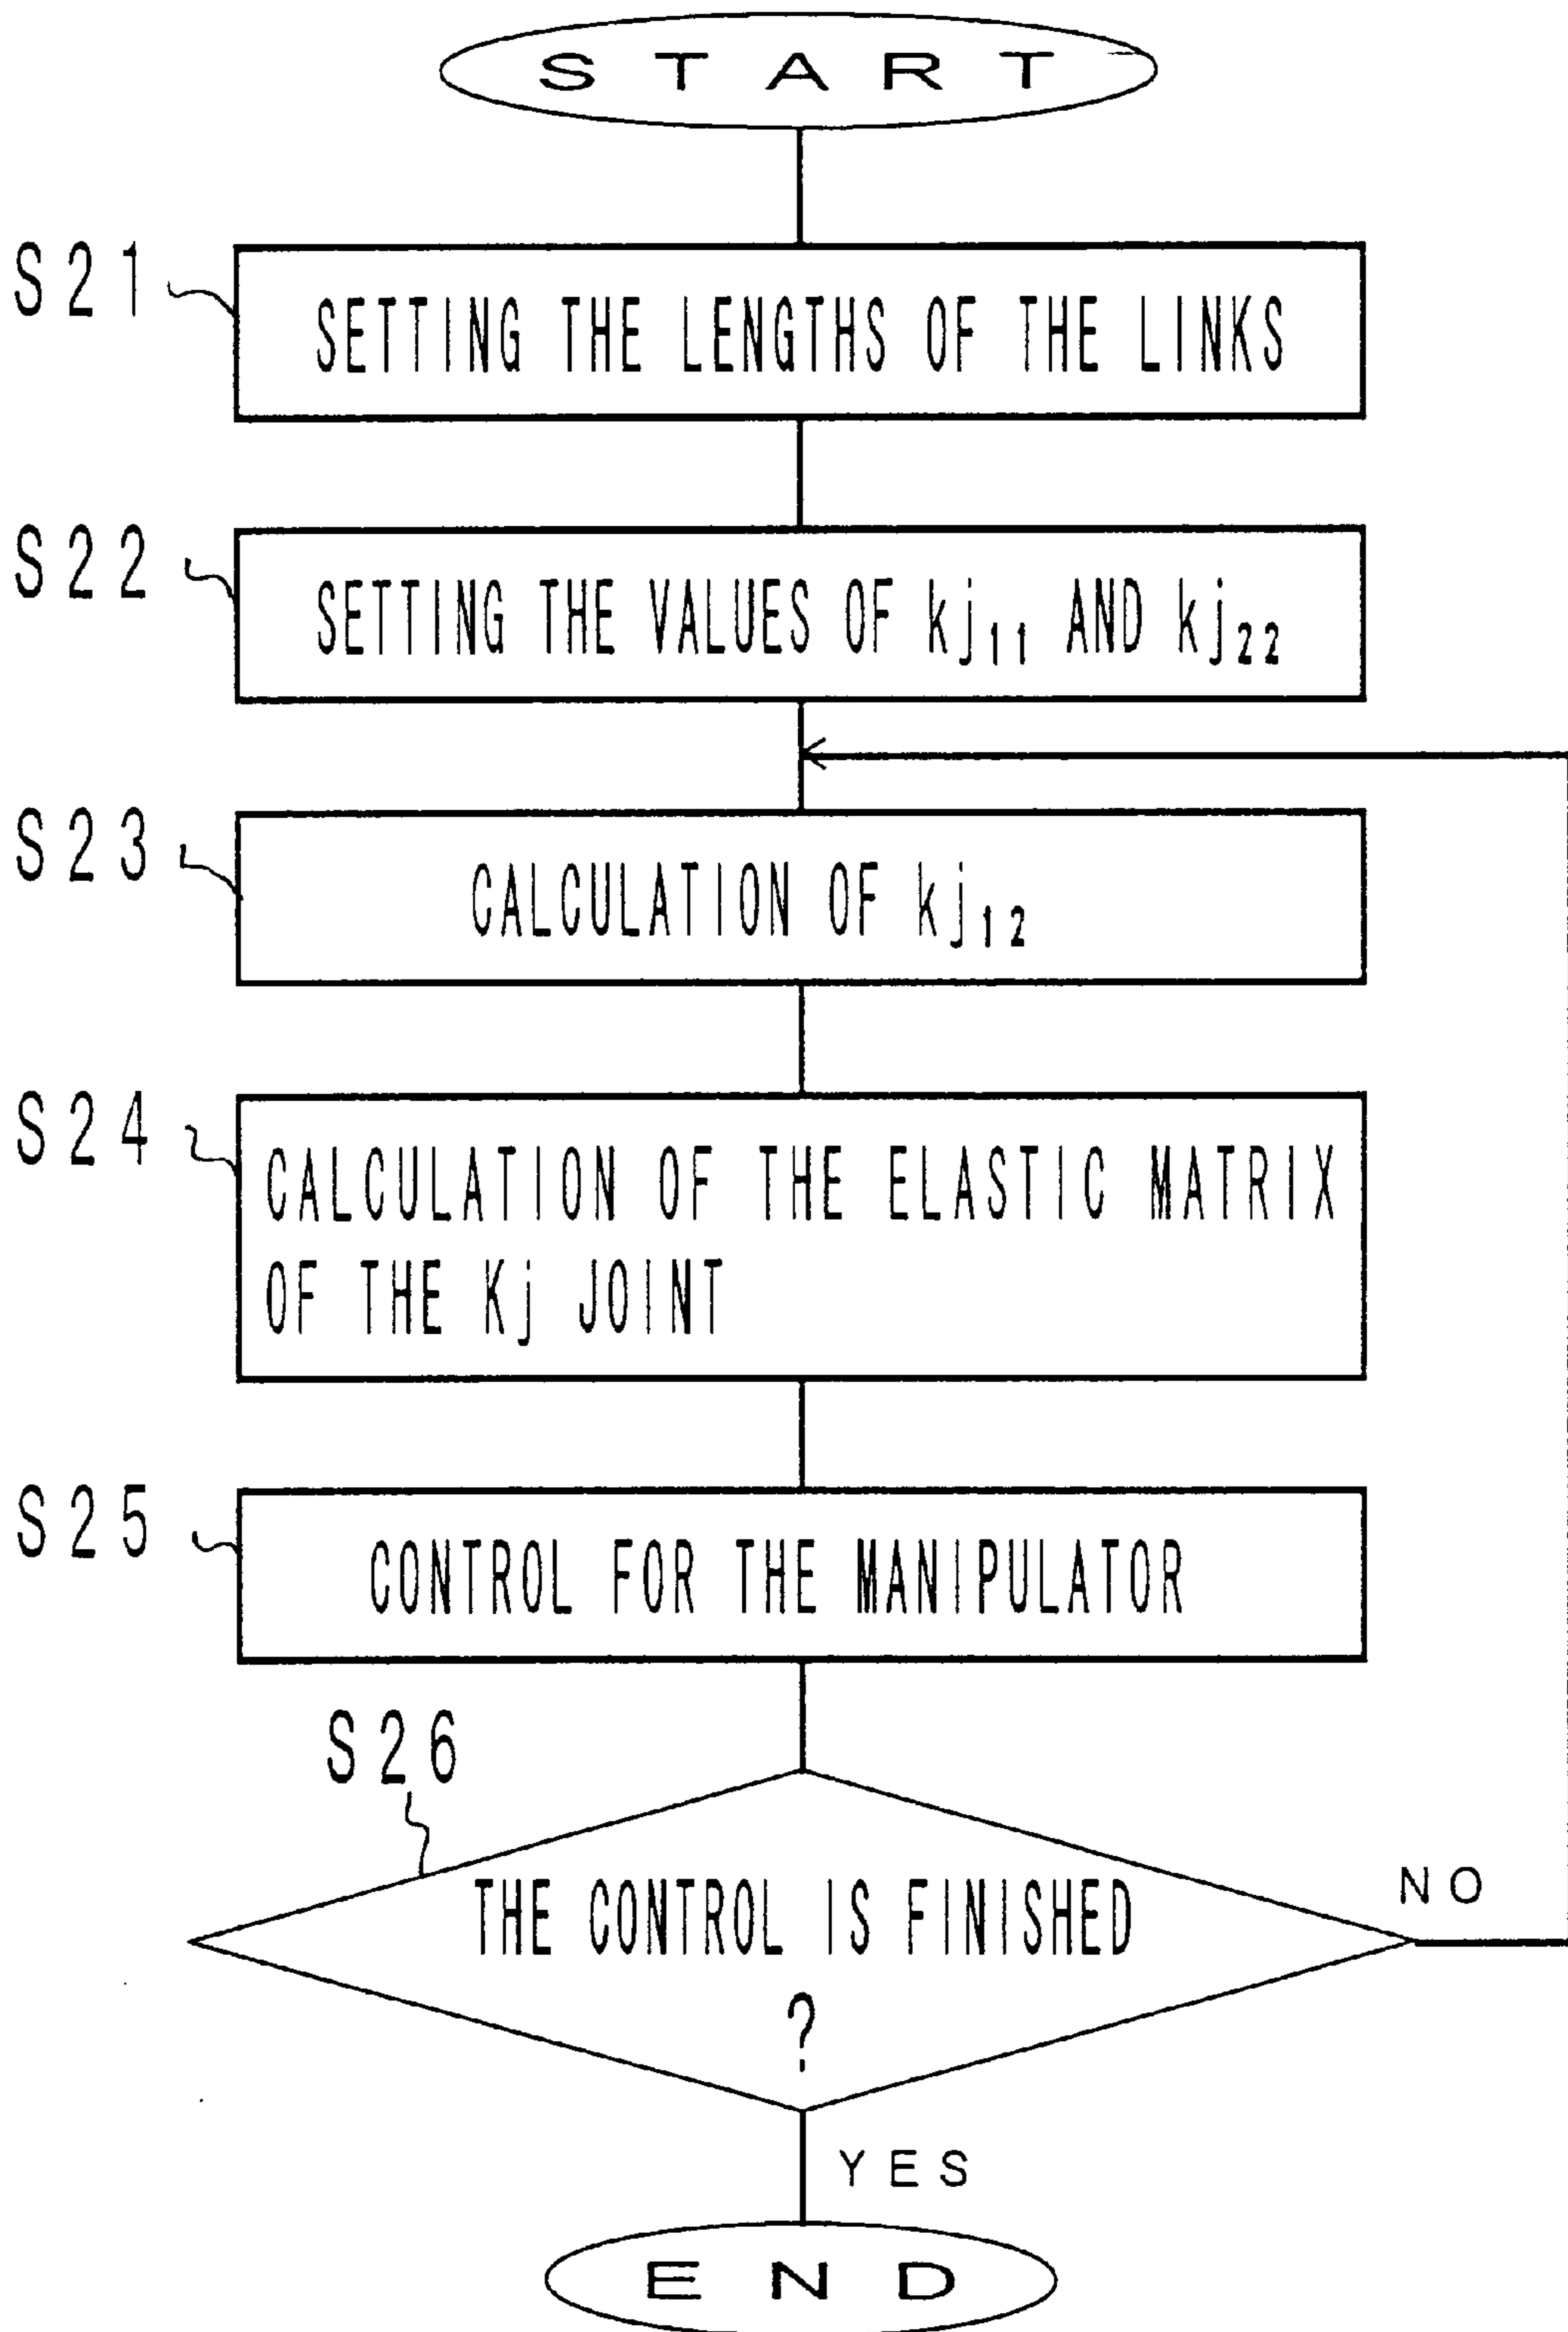 START
S21
SETTING THE LENGTHS OF THE LINKS
S22
SETTING THE VALUES OF kj₁₁ AND kj₂₂
S23
CALCULATION OF kj₁₂
S24
CALCULATION OF THE ELASTIC MATRIX
OF THE Kj JOINT
S25
CONTROL FOR THE MANIPULATOR
S26
THE CONTROL IS FINISHED
?
NO
YES
END